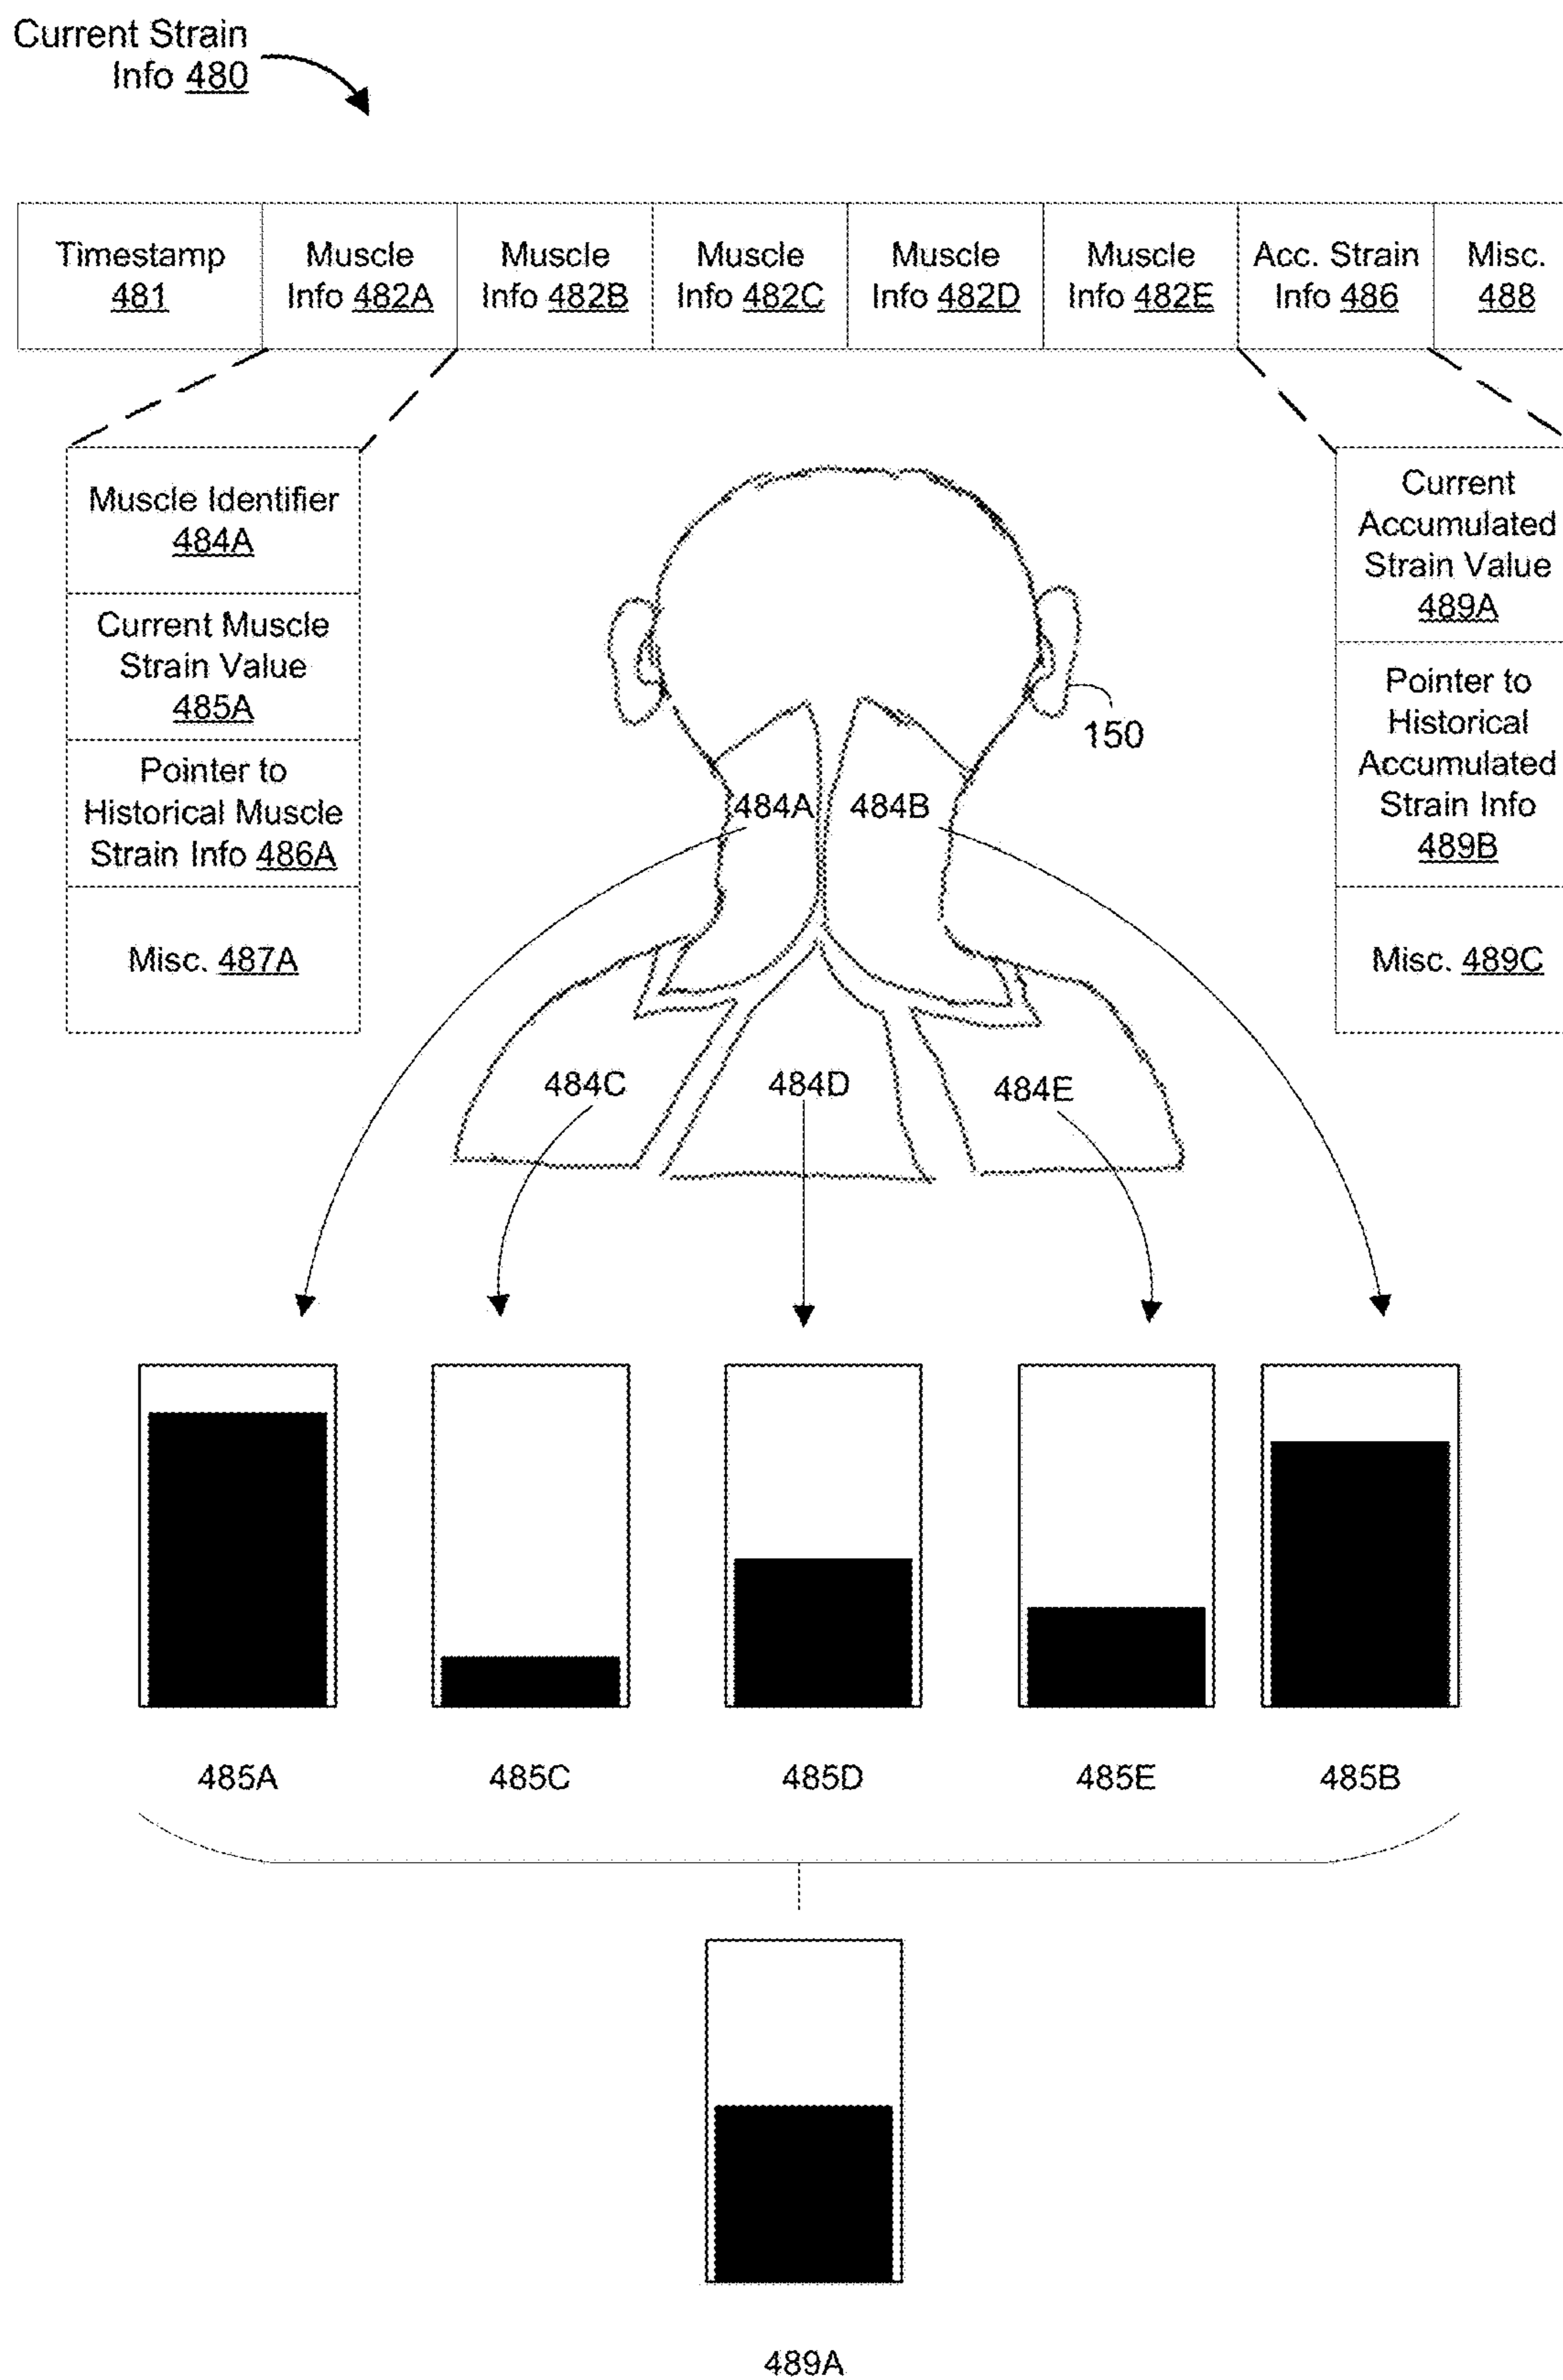 Current Strain
Info 480
Timestamp
481
Muscle
Info 482A
Muscle
Info 482B
Muscle
Info 482C
Muscle
Info 482D
Muscle
Info 482E
Acc. Strain
Info 486
Misc.
488
Muscle Identifier
484A
Current Muscle
Strain Value
485A
Pointer to
Historical Muscle
Strain Info 486A
Misc. 487A
Current
Accumulated
Strain Value
489A
Pointer to
Historical
Accumulated
Strain Info
489B
Misc. 489C
150
484A
484B
484C
484D
484E
485A
485C
485D
485E
485B
489A